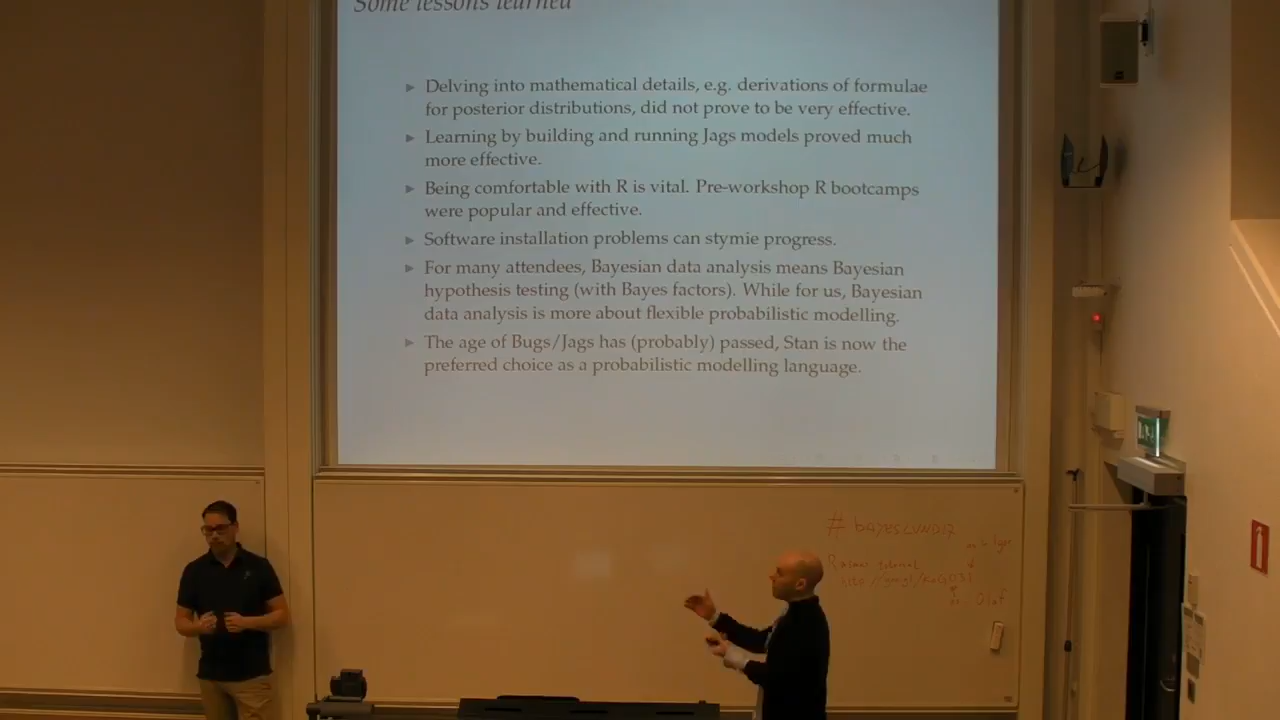 Some lessons learned
▸ Delving into mathematical details, e.g. derivations of formulae
for posterior distributions, did not prove to be very effective.
▸ Learning by building and running Jags models proved much
more effective.
▸ Being comfortable with R is vital. Pre-workshop R bootcamps
were popular and effective.
▸ Software installation problems can stymie progress.
▸ For many attendees, Bayesian data analysis means Bayesian
hypothesis testing (with Bayes factors). While for us, Bayesian
data analysis is more about flexible probabilistic modelling.
▸ The age of Bugs/Jags has (probably) passed, Stan is now the
preferred choice as a probabilistic modelling language.
# BAYESLUND17